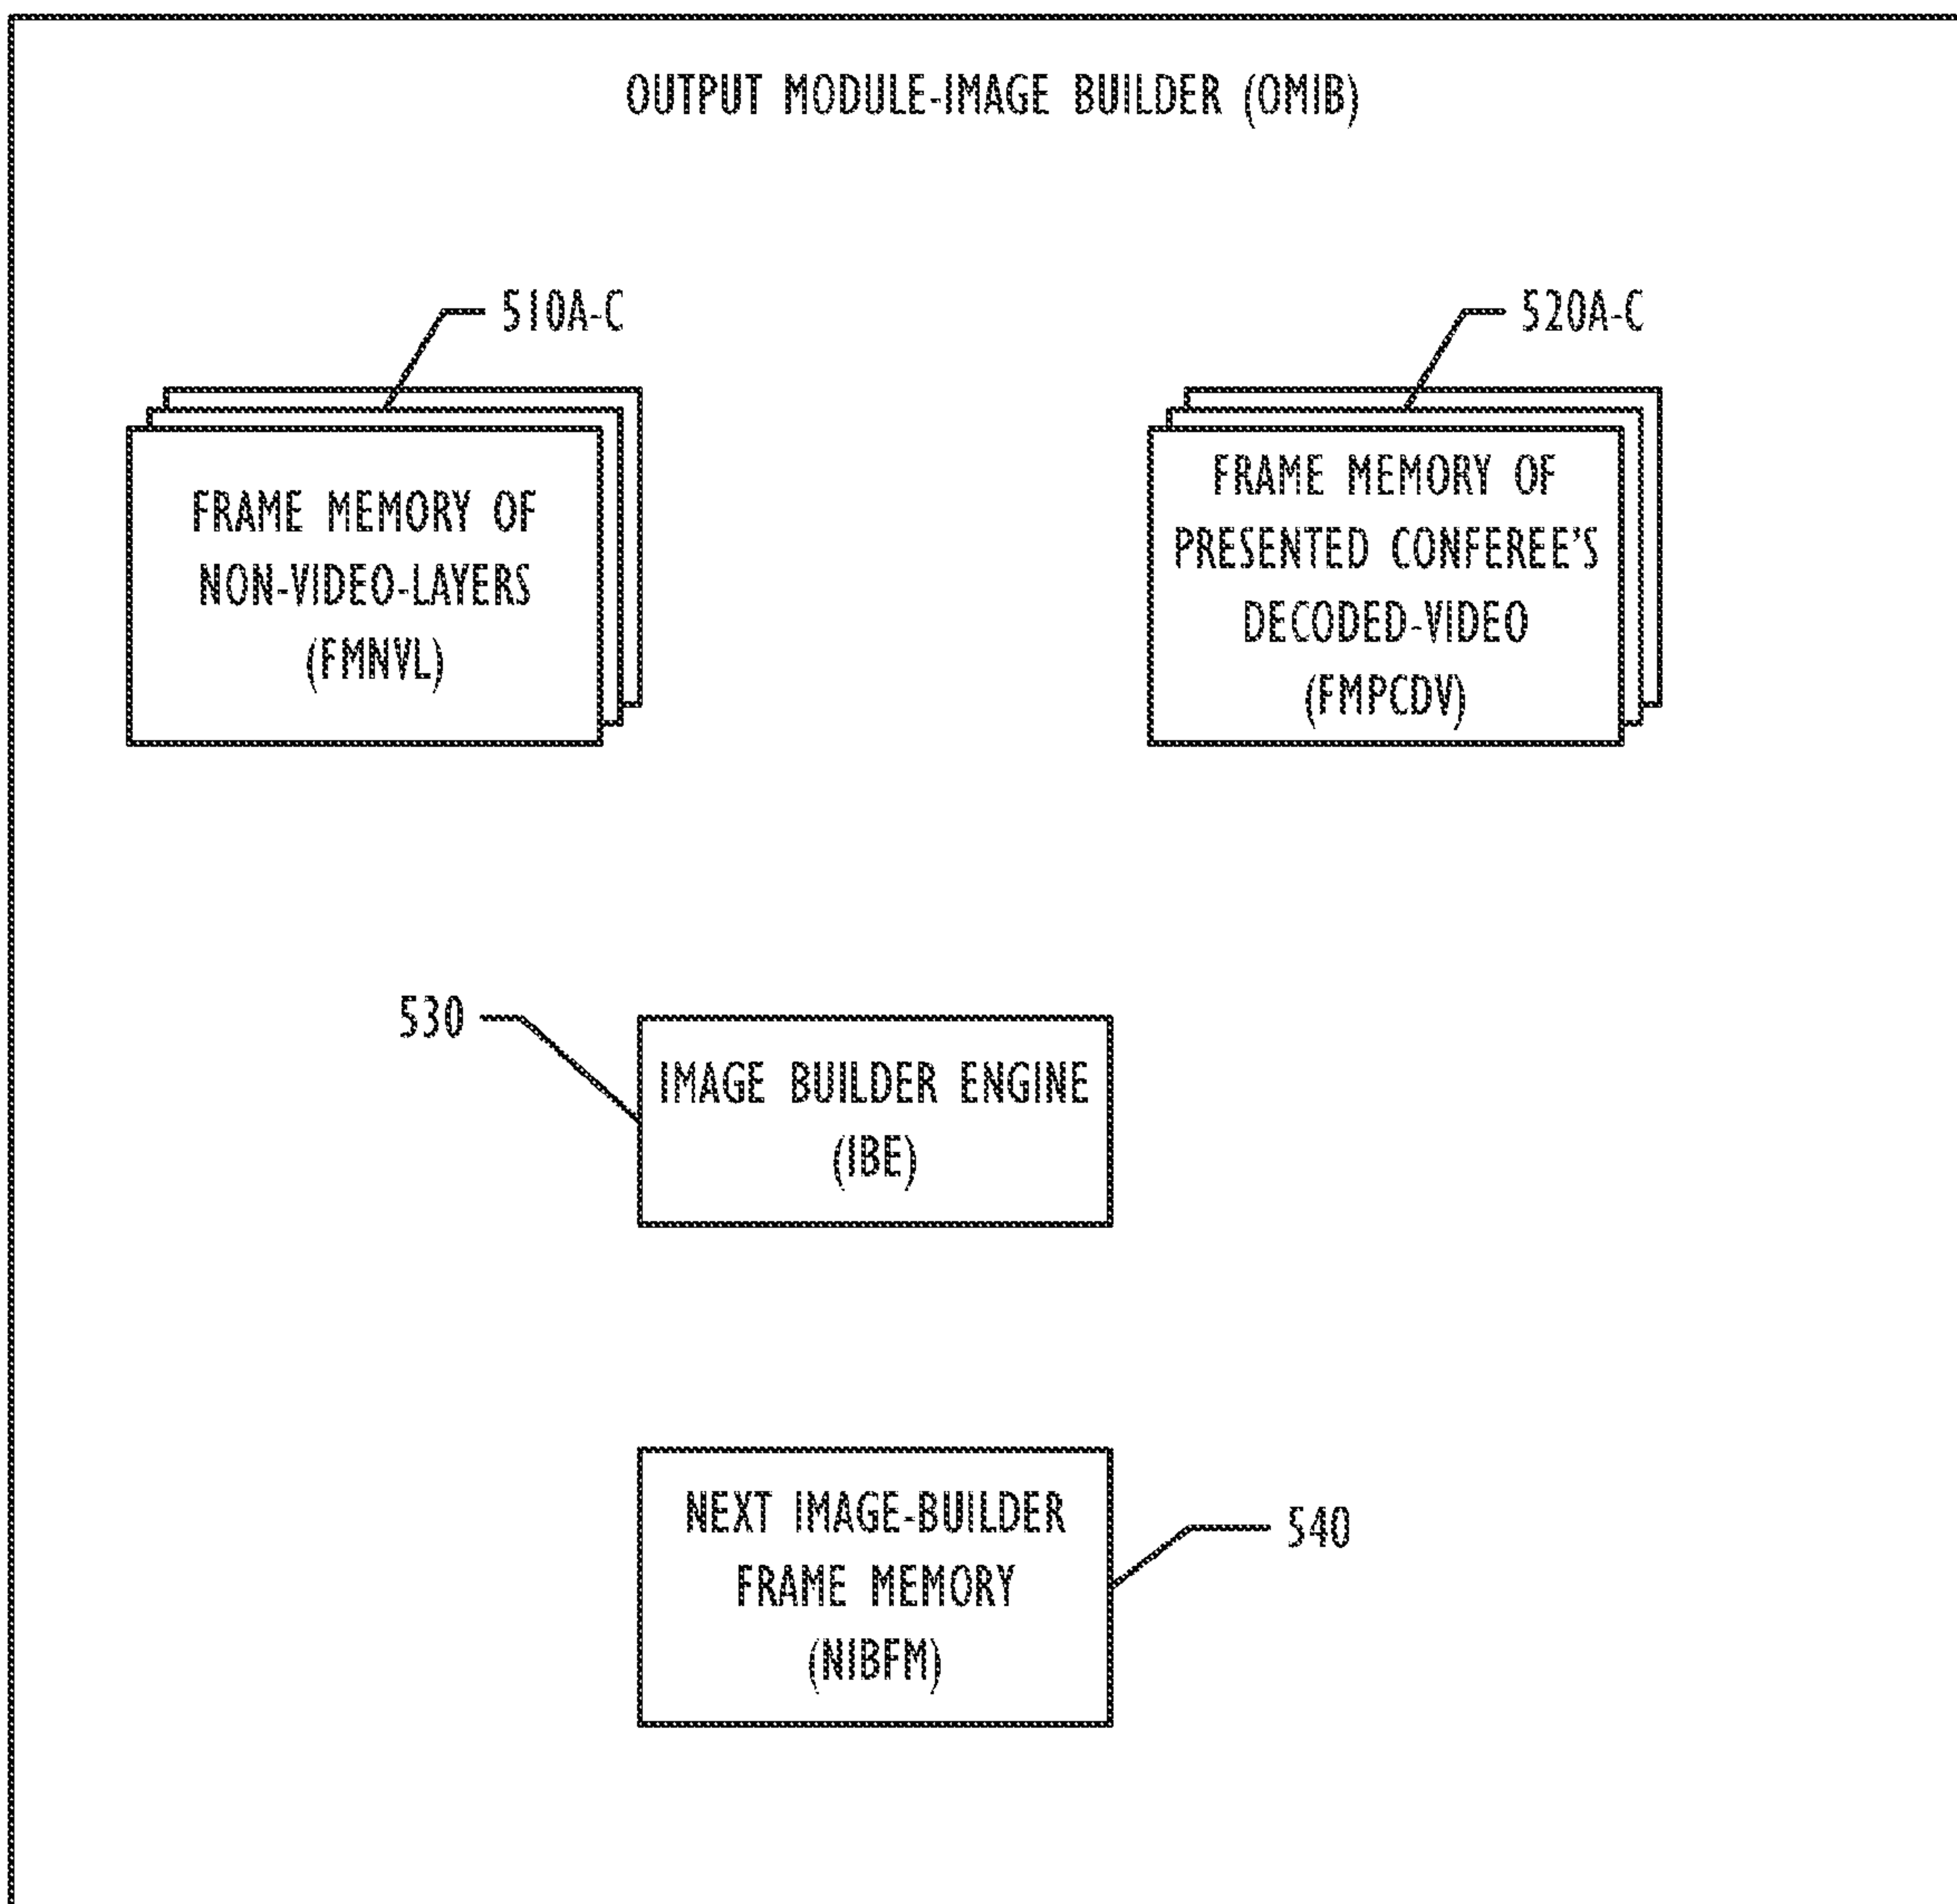 OUTPUT MODULE-IMAGE BUILDER (OMIB)
510A-C
520A-C
FRAME MEMORY OF
NON-VIDEO-LAYERS
(FMNVL)
FRAME MEMORY OF
PRESENTED CONFEREE'S
DECODED-VIDEO
(FMPCDV)
530
IMAGE BUILDER ENGINE
(IBE)
NEXT IMAGE-BUILDER
FRAME MEMORY
(NIBFM)
540